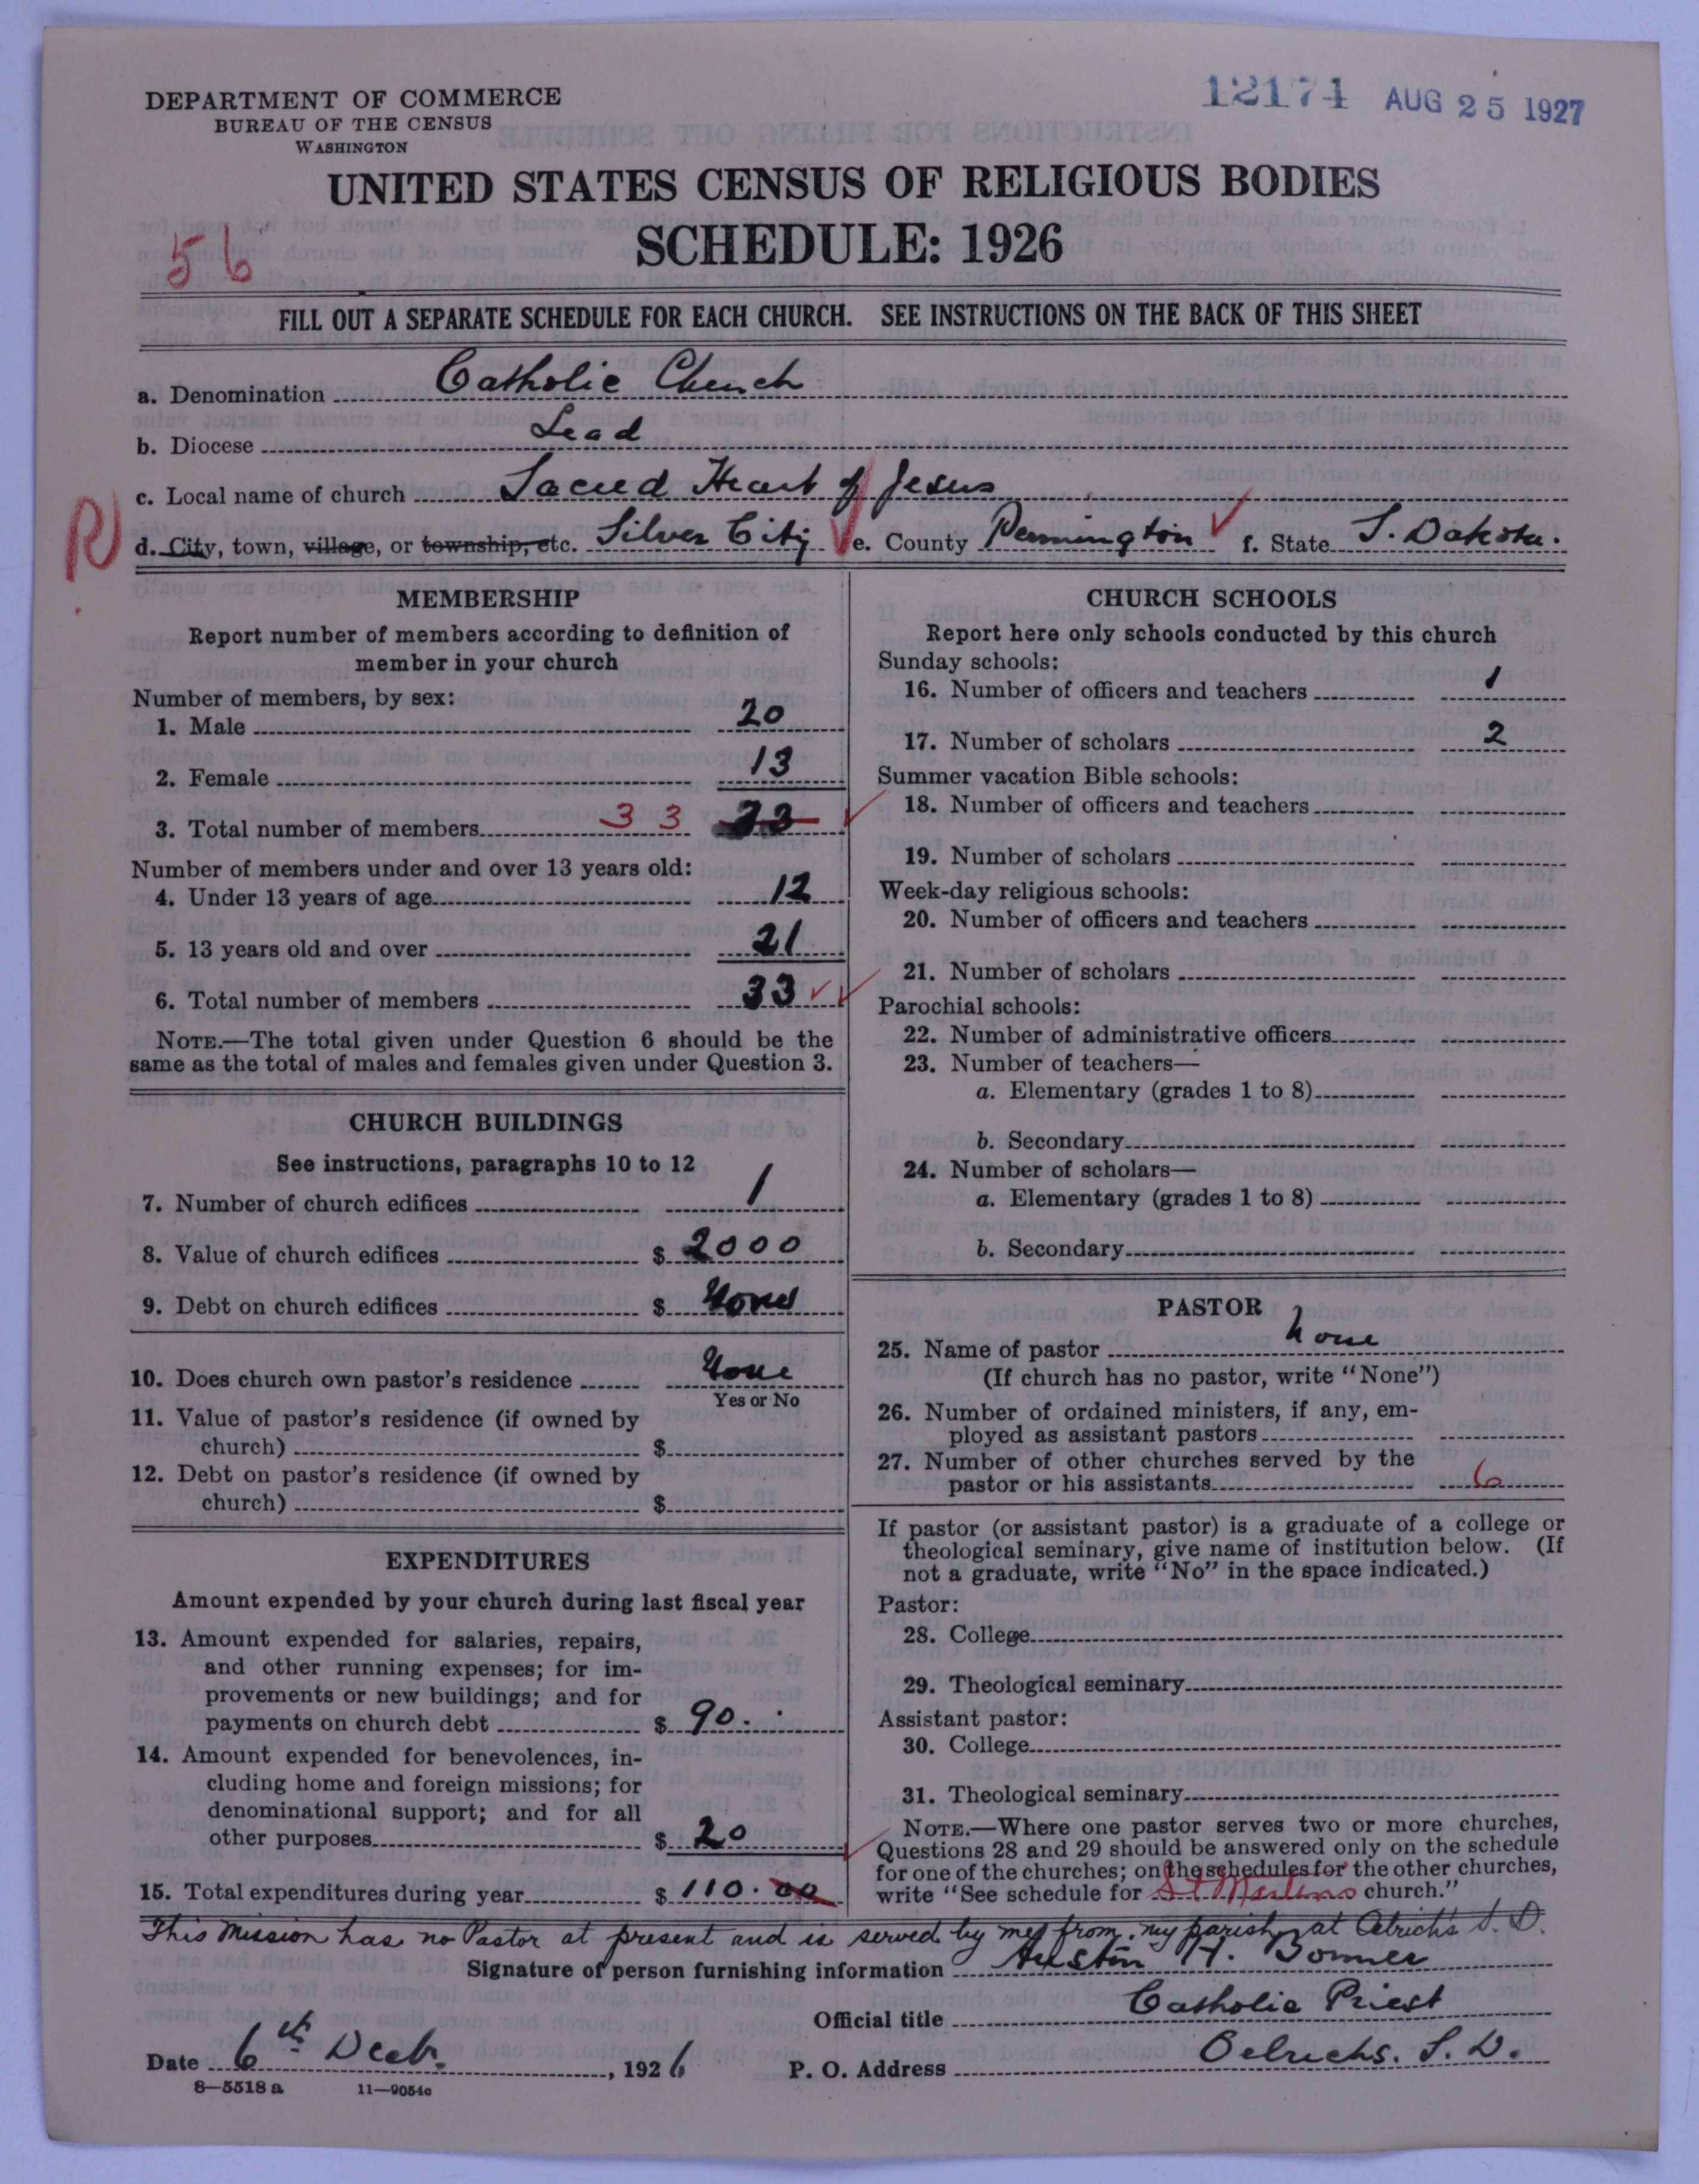 12174 AUG 25 1927
DEPARTMENT OF COMMERCE
BUREAU OF THE CENSUS
WASHINGTON
UNITED STATES CENSUS OF RELIGIOUS BODIES
SCHEDULE: 1926
56
FILL OUT A SEPARATE SCHEDULE FOR EACH CHURCH. SEE INSTRUCTIONS ON THE BACK OF THIS SHEET
a. Denomination Catholic Church
b. Diocese Lead
c. Local name of church Sacred Heart of Jesus
R d. City, town, village, or township, etc. Silver City e. County Pennington f. State S. Dakota.
MEMBERSHIP
Report number of members according to definition of
member in your church
Number of members, by sex:
1. Male 20
2. Female 13
3. Total number of members 33 33
Number of members under and over 13 years old:
4. Under 13 years of age 12
5. 13 years old and over 21
6. Total number of members 33
NOTE.—The total given under Question 6 should be the
same as the total of males and females given under Question 3.
CHURCH BUILDINGS
See instructions, paragraphs 10 to 12
7. Number of church edifices 1
8. Value of church edifices $ 2000
9. Debt on church edifices $ None
10. Does church own pastor's residence None
Yes or No
11. Value of pastor's residence (if owned by
church) $
12. Debt on pastor's residence (if owned by
church) $
EXPENDITURES
Amount expended by your church during last fiscal year
13. Amount expended for salaries, repairs,
and other running expenses; for im-
provements or new buildings; and for
payments on church debt $ 90.
14. Amount expended for benevolences, in-
cluding home and foreign missions; for
denominational support; and for all
other purposes $ 20
15. Total expenditures during year $ 110.00
CHURCH SCHOOLS
Report here only schools conducted by this church
Sunday schools:
16. Number of officers and teachers 1
17. Number of scholars 2
Summer vacation Bible schools:
18. Number of officers and teachers
19. Number of scholars
Week-day religious schools:
20. Number of officers and teachers
21. Number of scholars
Parochial schools:
22. Number of administrative officers
23. Number of teachers—
a. Elementary (grades 1 to 8)
b. Secondary
24. Number of scholars—
a. Elementary (grades 1 to 8)
b. Secondary
PASTOR
25. Name of pastor None
(If church has no pastor, write "None")
26. Number of ordained ministers, if any, em-
ployed as assistant pastors
27. Number of other churches served by the
pastor or his assistants 6
If pastor (or assistant pastor) is a graduate of a college or
theological seminary, give name of institution below. (If
not a graduate, write "No" in the space indicated.)
Pastor:
28. College
29. Theological seminary
Assistant pastor:
30. College
31. Theological seminary
NOTE.—Where one pastor serves two or more churches,
Questions 28 and 29 should be answered only on the schedule
for one of the churches; on the schedules for the other churches,
write "See schedule for St Martins church."
This Mission has no Pastor at present and is served by me from my parish at Oelrichs S. D.
Signature of person furnishing information Austin H. Bonner
Official title Catholic Priest
Date 6th Decb. , 1926 P. O. Address Oelrichs. S. D.
8—5518 a 11—9054c